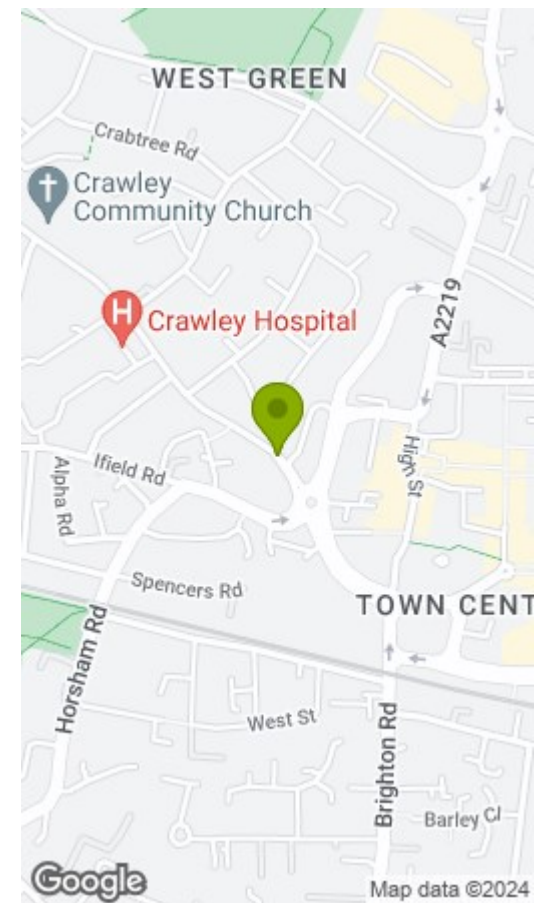 WEST GREEN
Crabtree Rd
Crawley
Community Church
A2219
H
Crawley Hospital
High St
Ifield Rd
Alpha Rd
Spencers Rd
TOWN CENT
Horsham Rd
West St
Brighton Rd
Barley Cl
Google
Map data ©2024